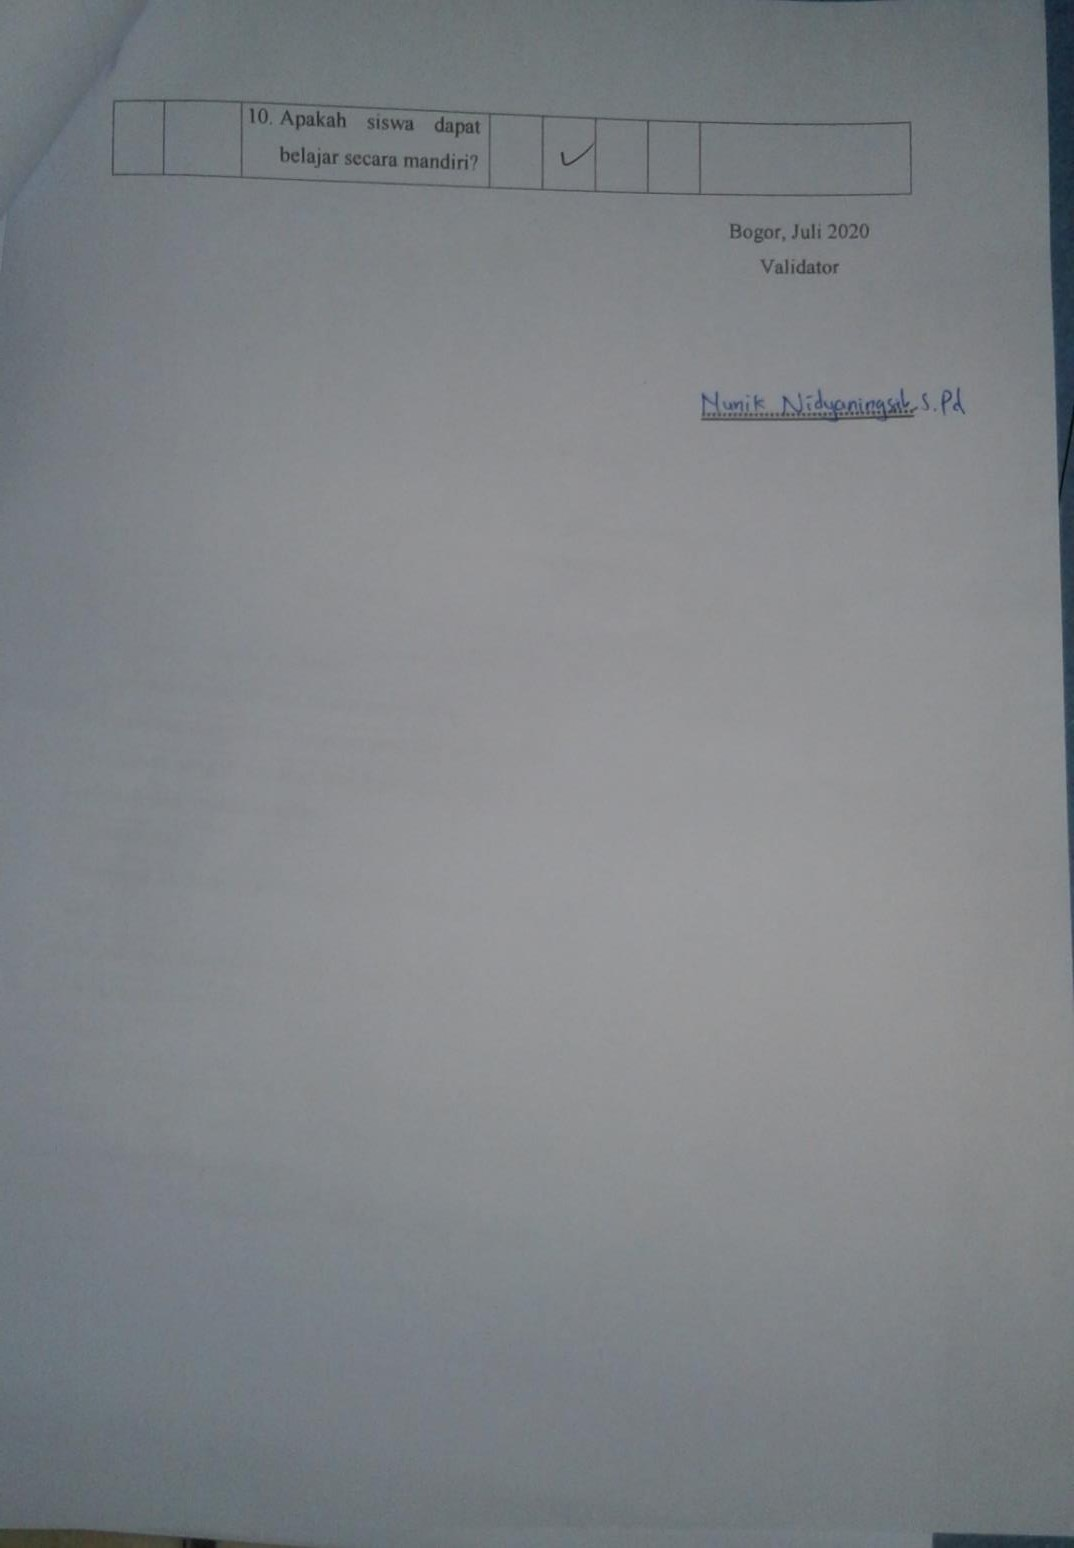 10. Apakah siswa dapat
belajar secara mandiri?
✓
Bogor, Juli 2020
Validator
Nunik Nidyaningsih S.Pd